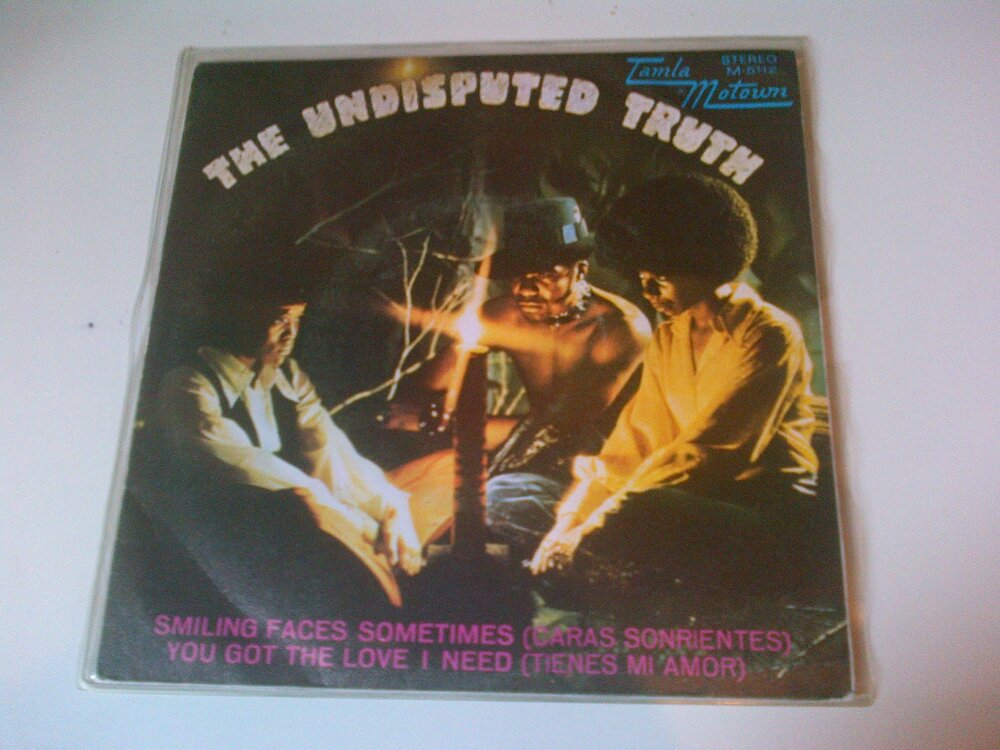 THE UNDISPUTED TRUTH
Tamla Motown
STEREO
M-5112
SMILING FACES SOMETIMES (CARAS SONRIENTES)
YOU GOT THE LOVE I NEED (TIENES MI AMOR)